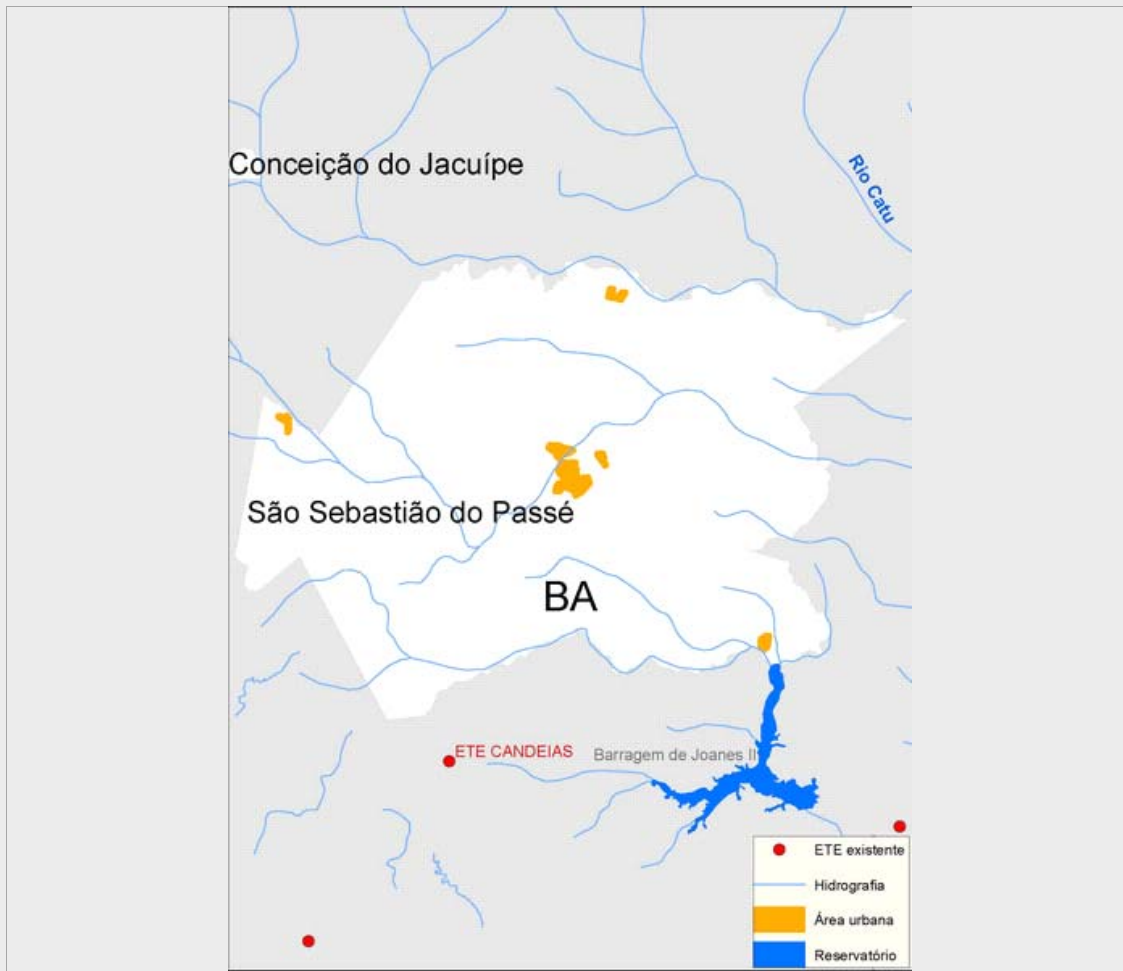 Conceição do Jacuípe
Rio Catu
São Sebastião do Passé
BA
ETE CANDEIAS
Barragem de Joanes II
ETE existente
Hidrografia
Área urbana
Reservatório